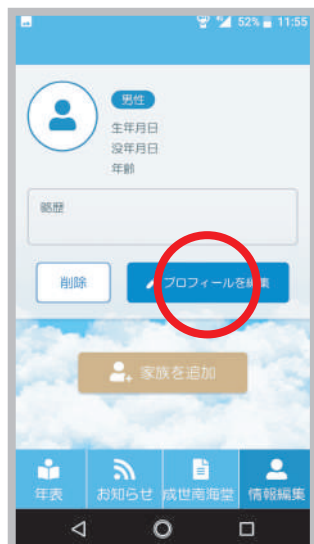 52% 11:55
男性
生年月日
没年月日
年齢
略歴
削除
プロフィールを編集
家族を追加
年表 お知らせ 成世南海堂 情報編集